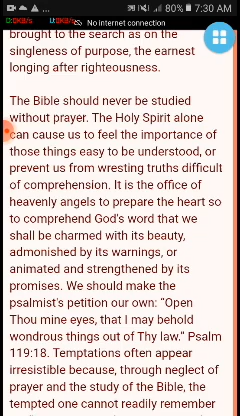 80% 7:30 AM
0:0KB/s 0:0KB/s No internet connection
brought to the search as on the
singleness of purpose, the earnest
longing after righteousness.
The Bible should never be studied
without prayer. The Holy Spirit alone
can cause us to feel the importance of
those things easy to be understood, or
prevent us from wresting truths difficult
of comprehension. It is the office of
heavenly angels to prepare the heart so
to comprehend God's word that we
shall be charmed with its beauty,
admonished by its warnings, or
animated and strengthened by its
promises. We should make the
psalmist's petition our own: “Open
Thou mine eyes, that I may behold
wondrous things out of Thy law.” Psalm
119:18. Temptations often appear
irresistible because, through neglect of
prayer and the study of the Bible, the
tempted one cannot readily remember